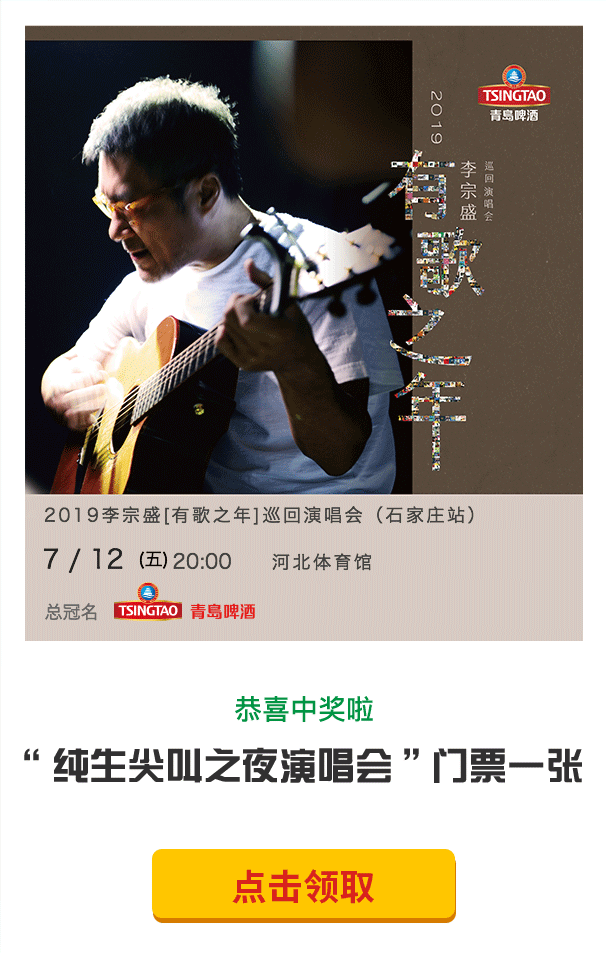 TSINGTAO
青岛啤酒
2019
有歌之年
李宗盛
巡回演唱会
2019李宗盛[有歌之年]巡回演唱会（石家庄站）
7 / 12 (五) 20:00 河北体育馆
总冠名 TSINGTAO 青岛啤酒
恭喜中奖啦
“纯生尖叫之夜演唱会”门票一张
点击领取